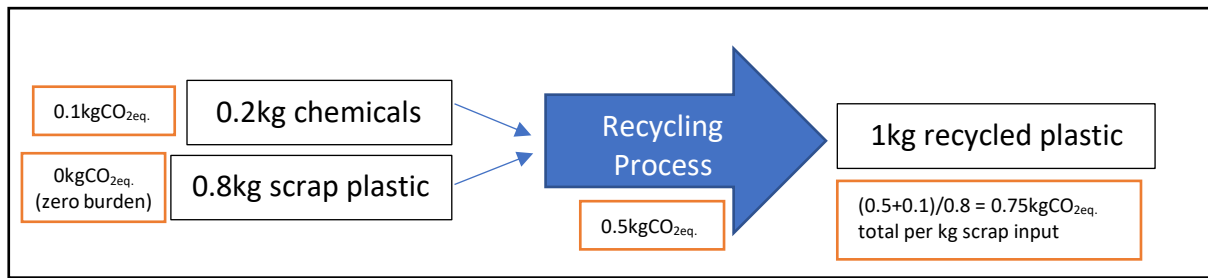 0.1kgCO2eq.
0.2kg chemicals
0kgCO2eq.
(zero burden)
0.8kg scrap plastic
Recycling
Process
0.5kgCO2eq.
1kg recycled plastic
(0.5+0.1)/0.8 = 0.75kgCO2eq.
total per kg scrap input